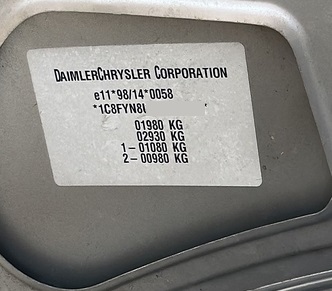 DAIMLERCHRYSLER CORPORATION
e11*98/14*0058
*1C8FYN8I
01980 KG
02930 KG
1-01080 KG
2-00980 KG